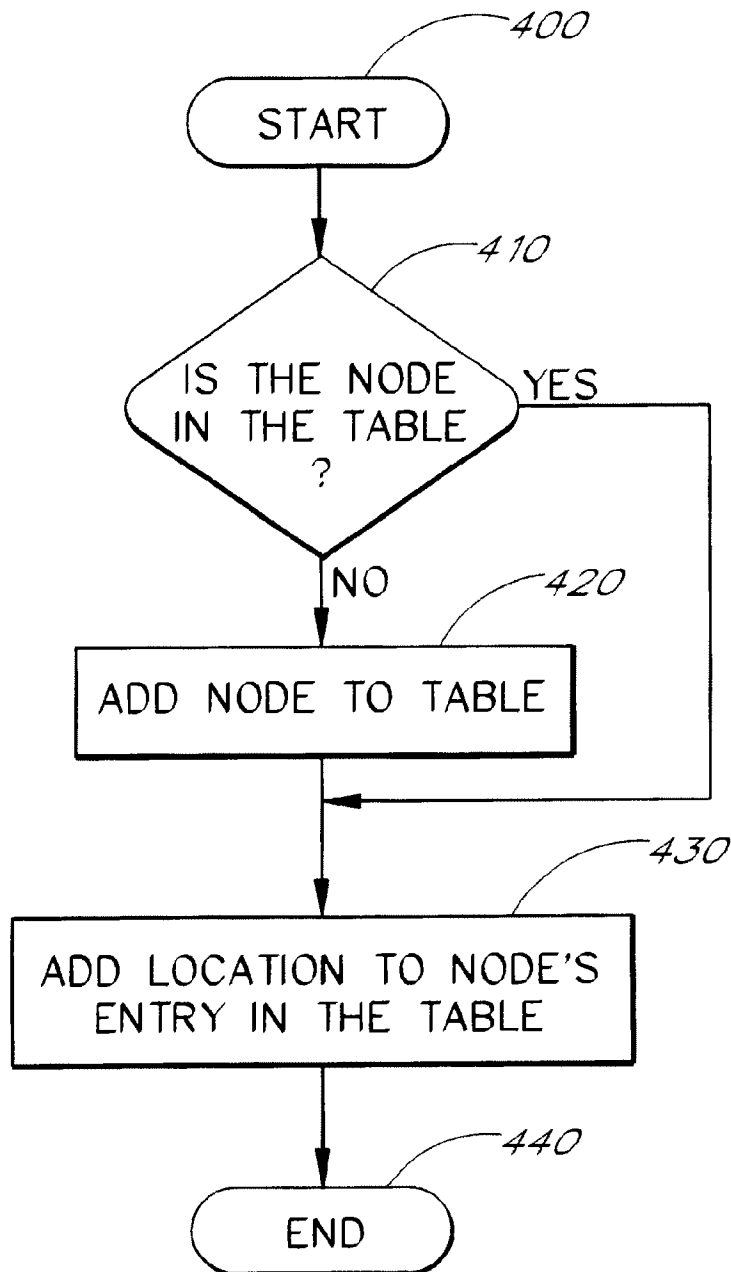 400
START
410
IS THE NODE
IN THE TABLE
?
YES
NO
420
ADD NODE TO TABLE
430
ADD LOCATION TO NODE'S
ENTRY IN THE TABLE
440
END